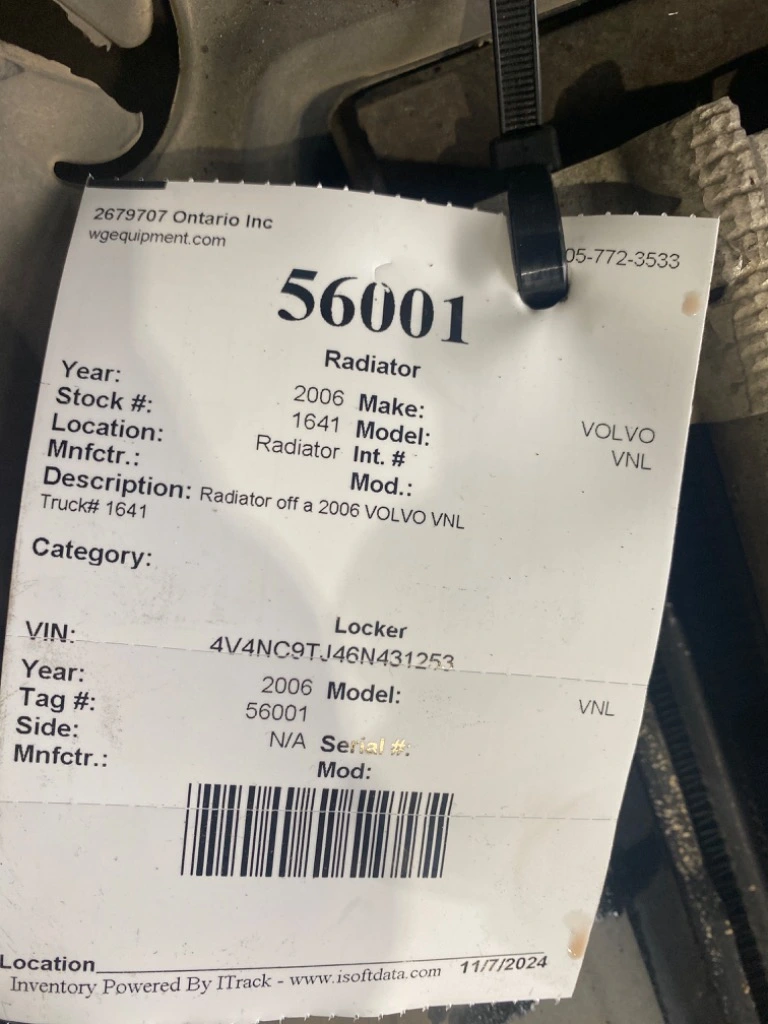 2679707 Ontario Inc
wgequipment.com
05-772-3533
56001
Radiator
Year: 2006 Make: VOLVO
Stock #: 1641 Model: VNL
Location: Radiator Int. #
Mnfctr.: Mod.:
Description: Radiator off a 2006 VOLVO VNL
Truck# 1641
Category:
Locker
VIN: 4V4NC9TJ46N431253
Year: 2006 Model: VNL
Tag #: 56001
Side: N/A Serial #:
Mnfctr.: Mod:
Location 11/7/2024
Inventory Powered By ITrack - www.isoftdata.com